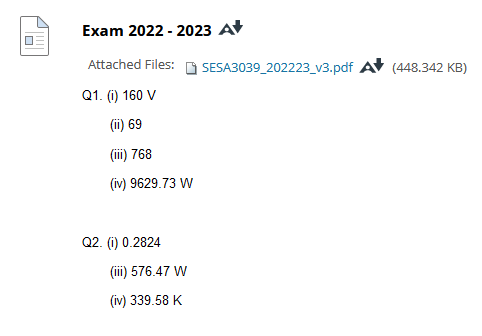 Exam 2022 - 2023
Attached Files: SESA3039_202223_v3.pdf (448.342 KB)
Q1. (i) 160 V
(ii) 69
(iii) 768
(iv) 9629.73 W
Q2. (i) 0.2824
(iii) 576.47 W
(iv) 339.58 K